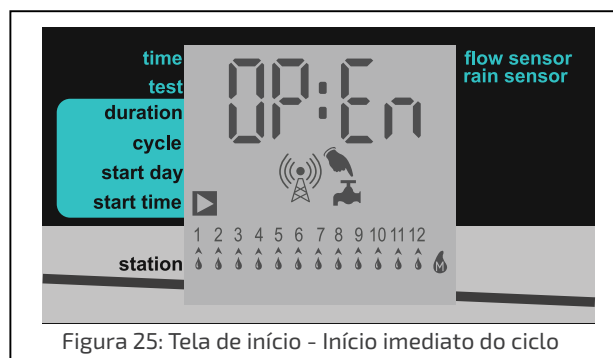 time
test
duration
cycle
start day
start time
station
OP:En
1 2 3 4 5 6 7 8 9 10 11 12
M
flow sensor
rain sensor
Figura 25: Tela de início - Início imediato do ciclo